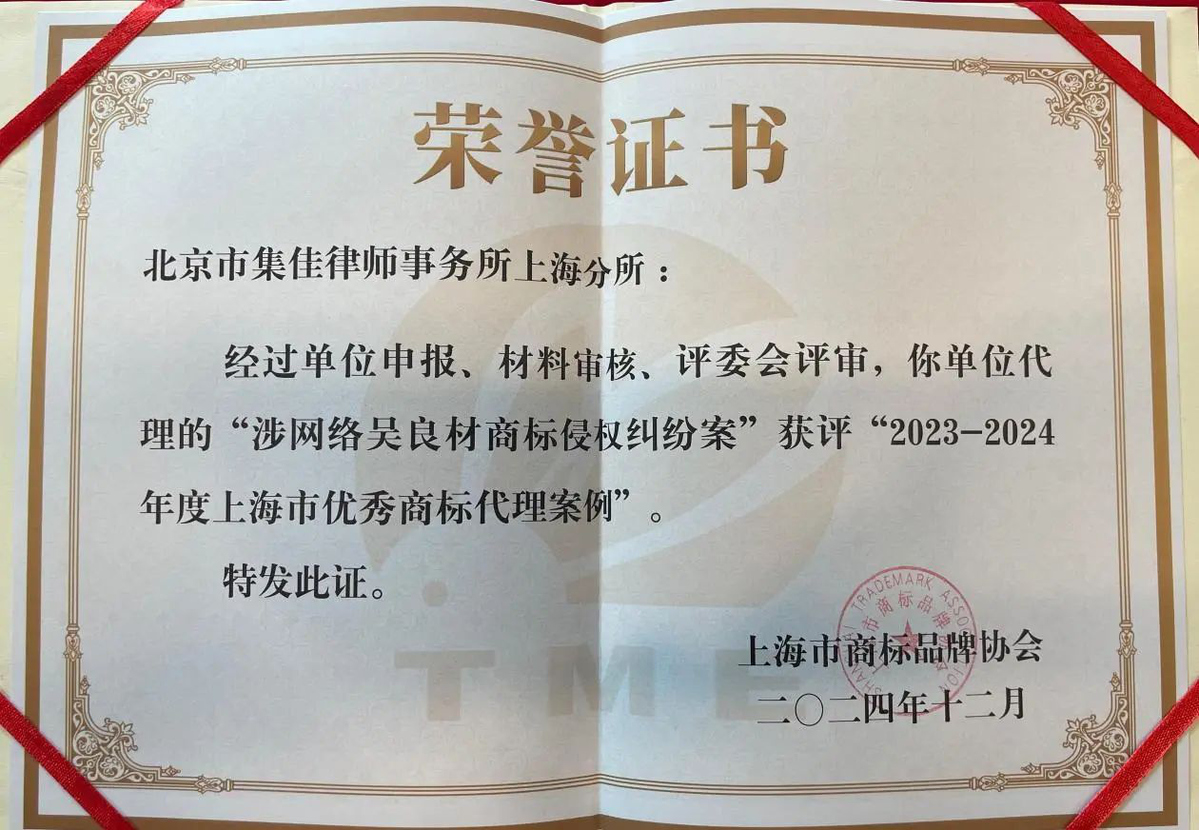 荣誉证书
北京市集佳律师事务所上海分所：
经过单位申报、材料审核、评委会评审，你单位代
理的“涉网络吴良材商标侵权纠纷案”获评“2023-2024
年度上海市优秀商标代理案例”。
特发此证。
TME
SHANGHAI TRADEMARK ASSOCIATION
上海市商标品牌协会
二〇二四年十二月